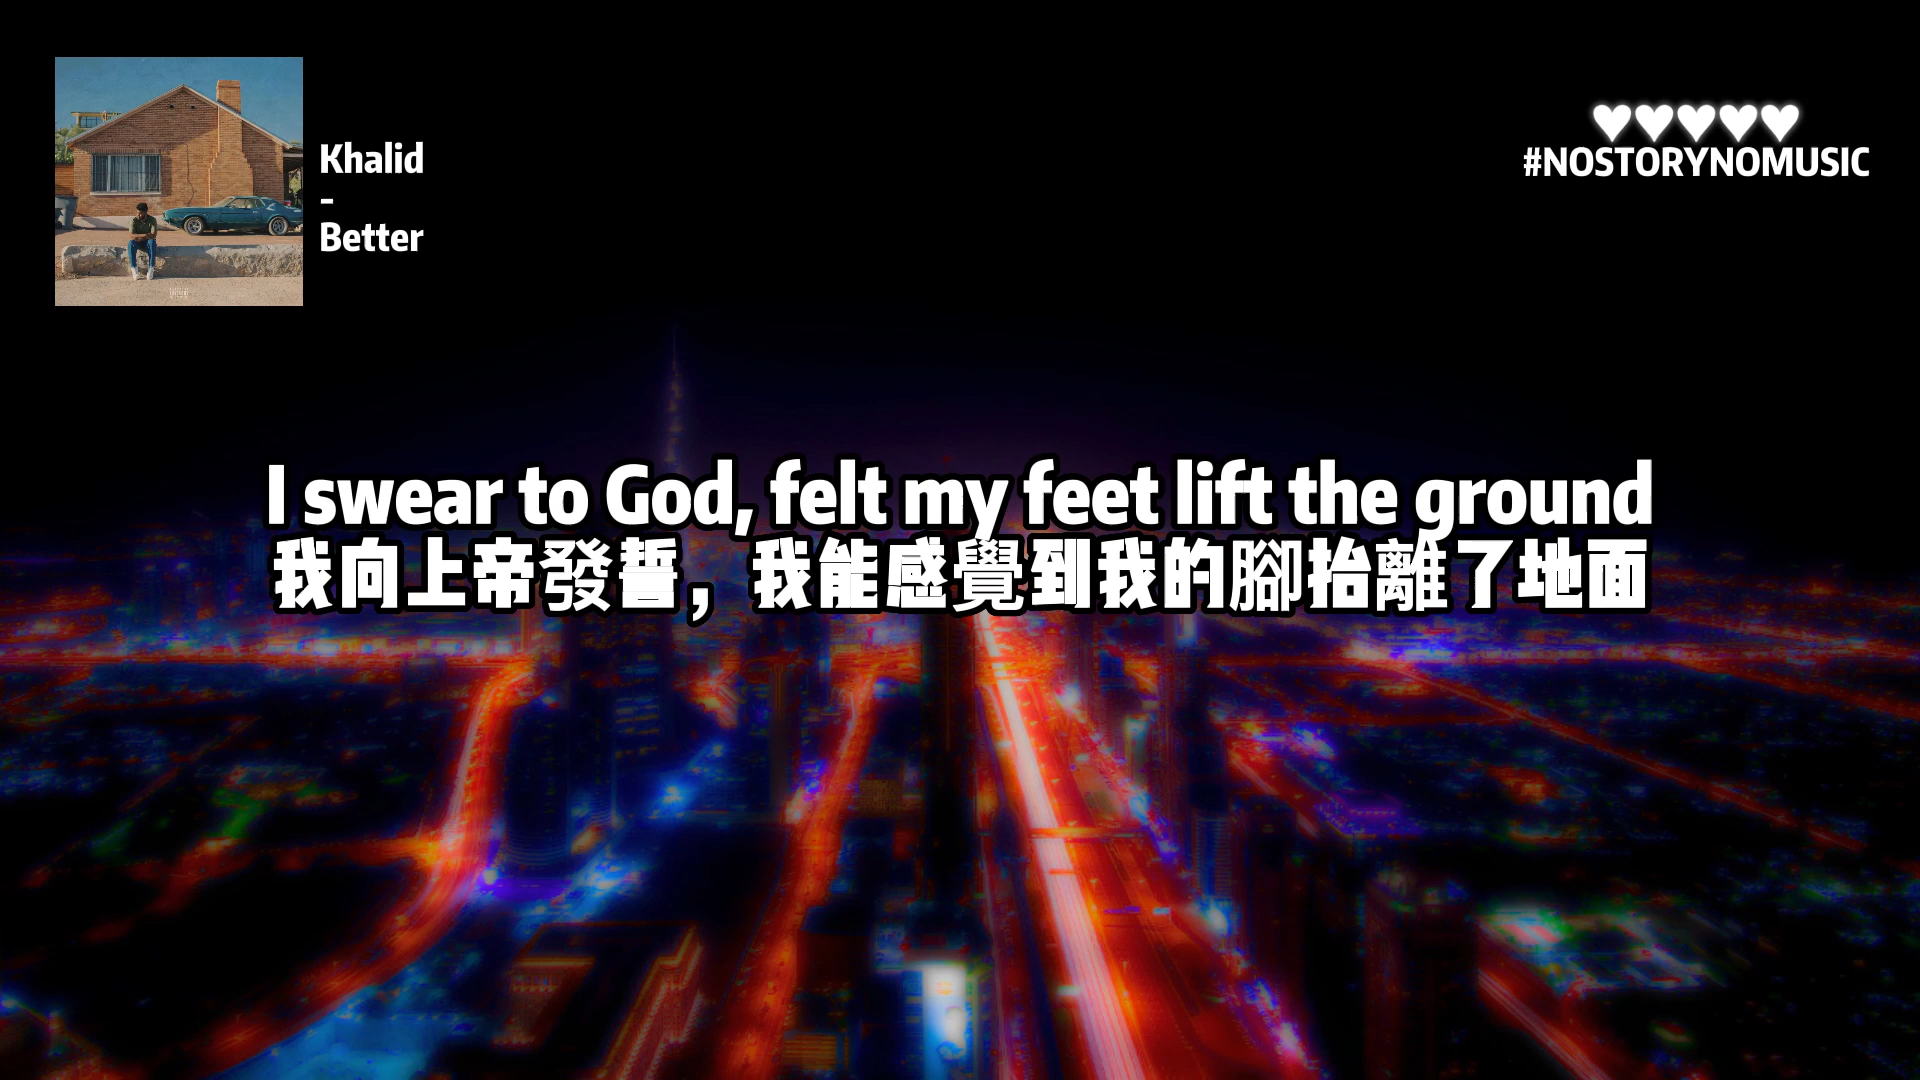 Khalid
-
Better
♥♥♥♥♥
#NOSTORYNOMUSIC
I swear to God, felt my feet lift the ground
我向上帝發誓，我能感覺到我的腳抬離了地面